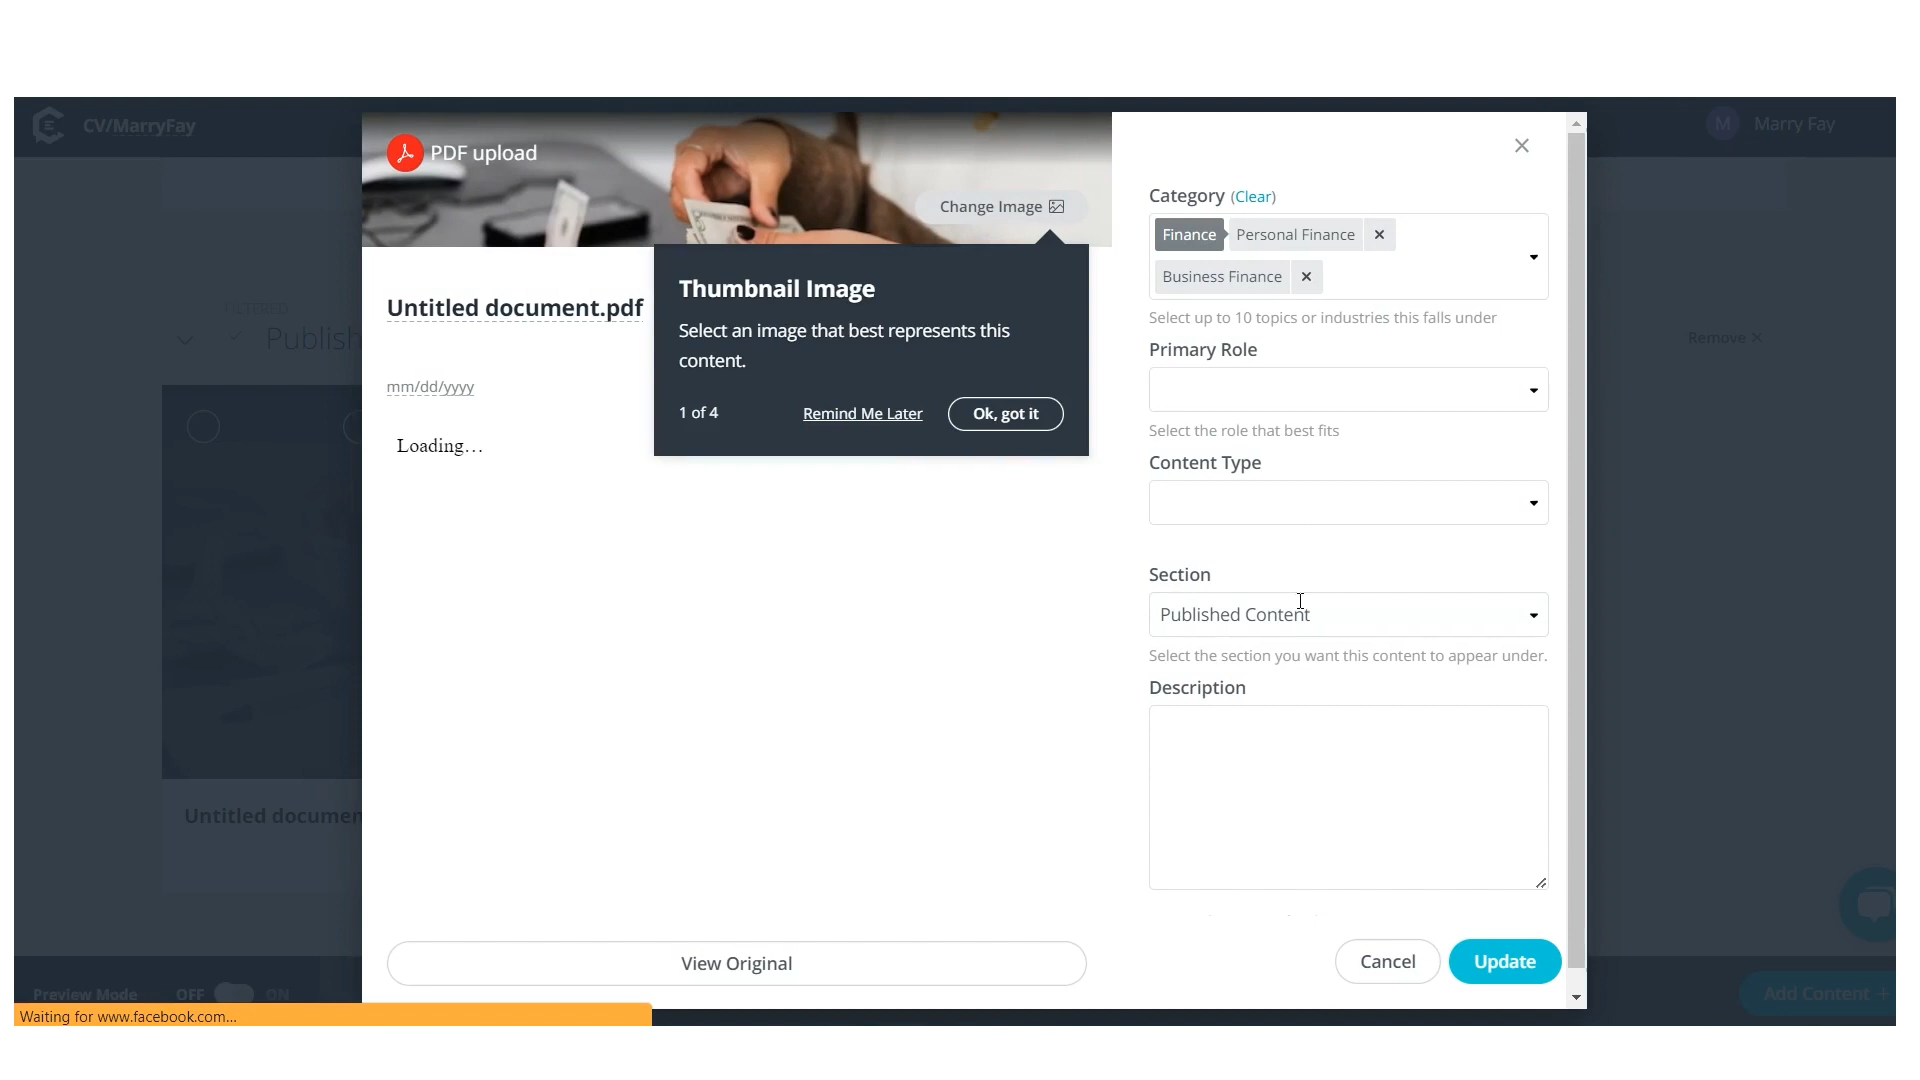 CV/MarryFay
M
Marry Fay
PDF upload
Change Image
Category (Clear)
Finance
Personal Finance
Business Finance
Select up to 10 topics or industries this falls under
Thumbnail Image
Select an image that best represents this
content.
1 of 4
Remind Me Later
Ok, got it
Untitled document.pdf
mm/dd/yyyy
Loading...
FILTERED
Publish
Remove
Primary Role
Select the role that best fits
Content Type
Section
Published Content
Select the section you want this content to appear under.
Description
Untitled documen
View Original
Cancel
Update
Preview Mode
OFF
ON
Add Content +
Waiting for www.facebook.com...